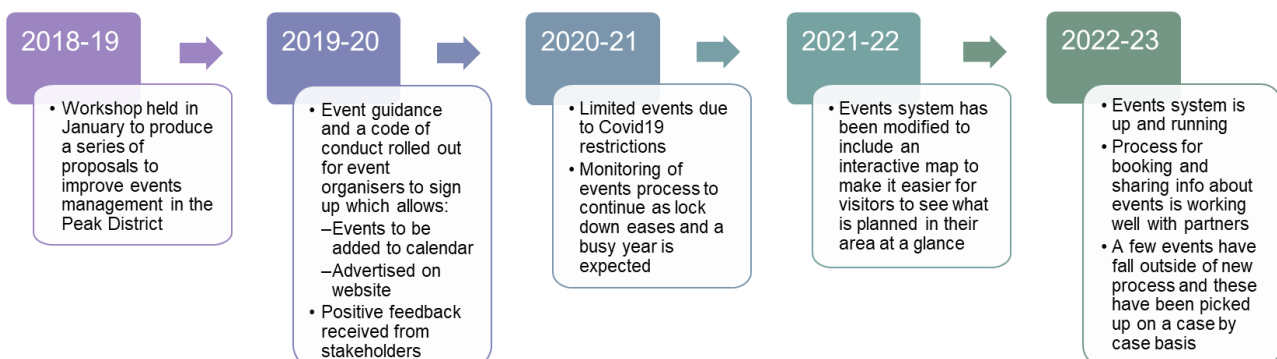 2018-19
• Workshop held in
January to produce
a series of
proposals to
improve events
management in the
Peak District
2019-20
• Event guidance
and a code of
conduct rolled out
for event
organisers to sign
up which allows:
–Events to be
added to calendar
–Advertised on
website
• Positive feedback
received from
stakeholders
2020-21
• Limited events due
to Covid19
restrictions
• Monitoring of
events process to
continue as lock
down eases and a
busy year is
expected
2021-22
• Events system has
been modified to
include an
interactive map to
make it easier for
visitors to see what
is planned in their
area at a glance
2022-23
• Events system is
up and running
• Process for
booking and
sharing info about
events is working
well with partners
• A few events have
fall outside of new
process and these
have been picked
up on a case by
case basis